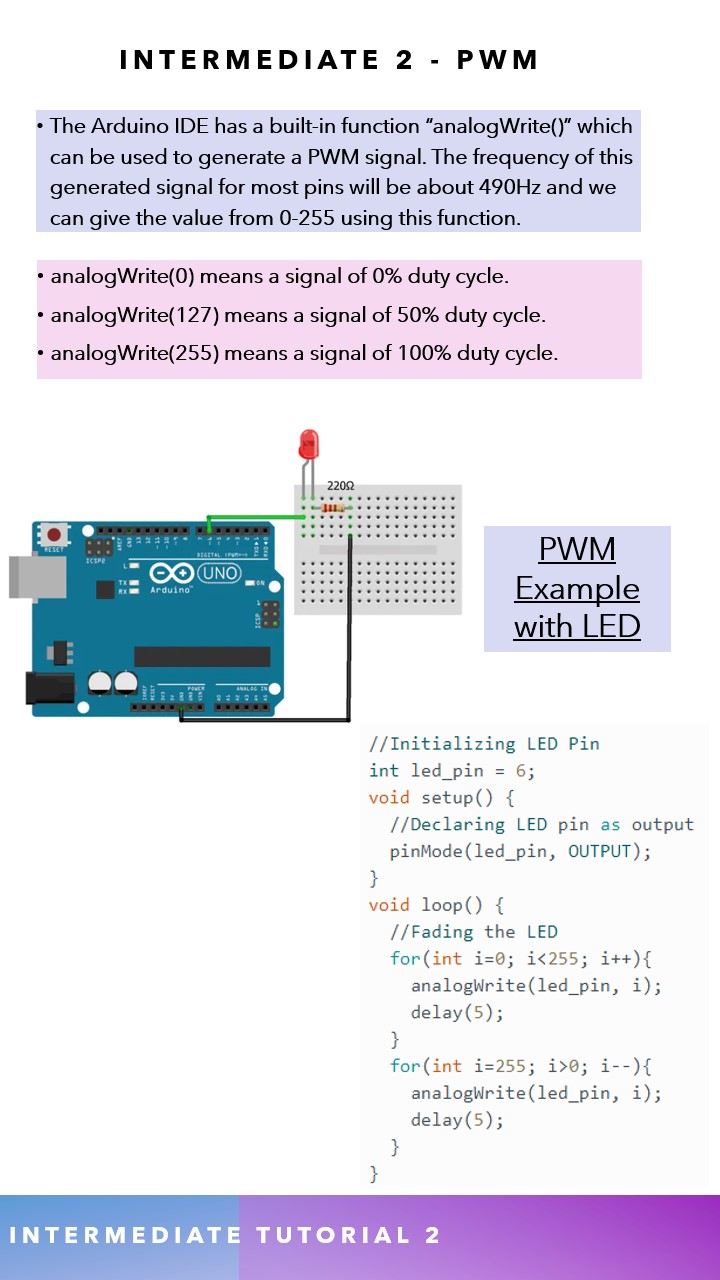 INTERMEDIATE 2 - PWM
• The Arduino IDE has a built-in function “analogWrite()” which
can be used to generate a PWM signal. The frequency of this
generated signal for most pins will be about 490Hz and we
can give the value from 0-255 using this function.
• analogWrite(0) means a signal of 0% duty cycle.
• analogWrite(127) means a signal of 50% duty cycle.
• analogWrite(255) means a signal of 100% duty cycle.
220Ω
RESET
ICSP2
AREF
GND
DIGITAL (PWM~)
L
TX
RX
UNO
Arduino™
ON
ICSP
POWER
ANALOG IN
PWM
Example
with LED
//Initializing LED Pin
int led_pin = 6;
void setup() {
  //Declaring LED pin as output
  pinMode(led_pin, OUTPUT);
}
void loop() {
  //Fading the LED
  for(int i=0; i<255; i++){
    analogWrite(led_pin, i);
    delay(5);
  }
  for(int i=255; i>0; i--){
    analogWrite(led_pin, i);
    delay(5);
  }
}
INTERMEDIATE TUTORIAL 2